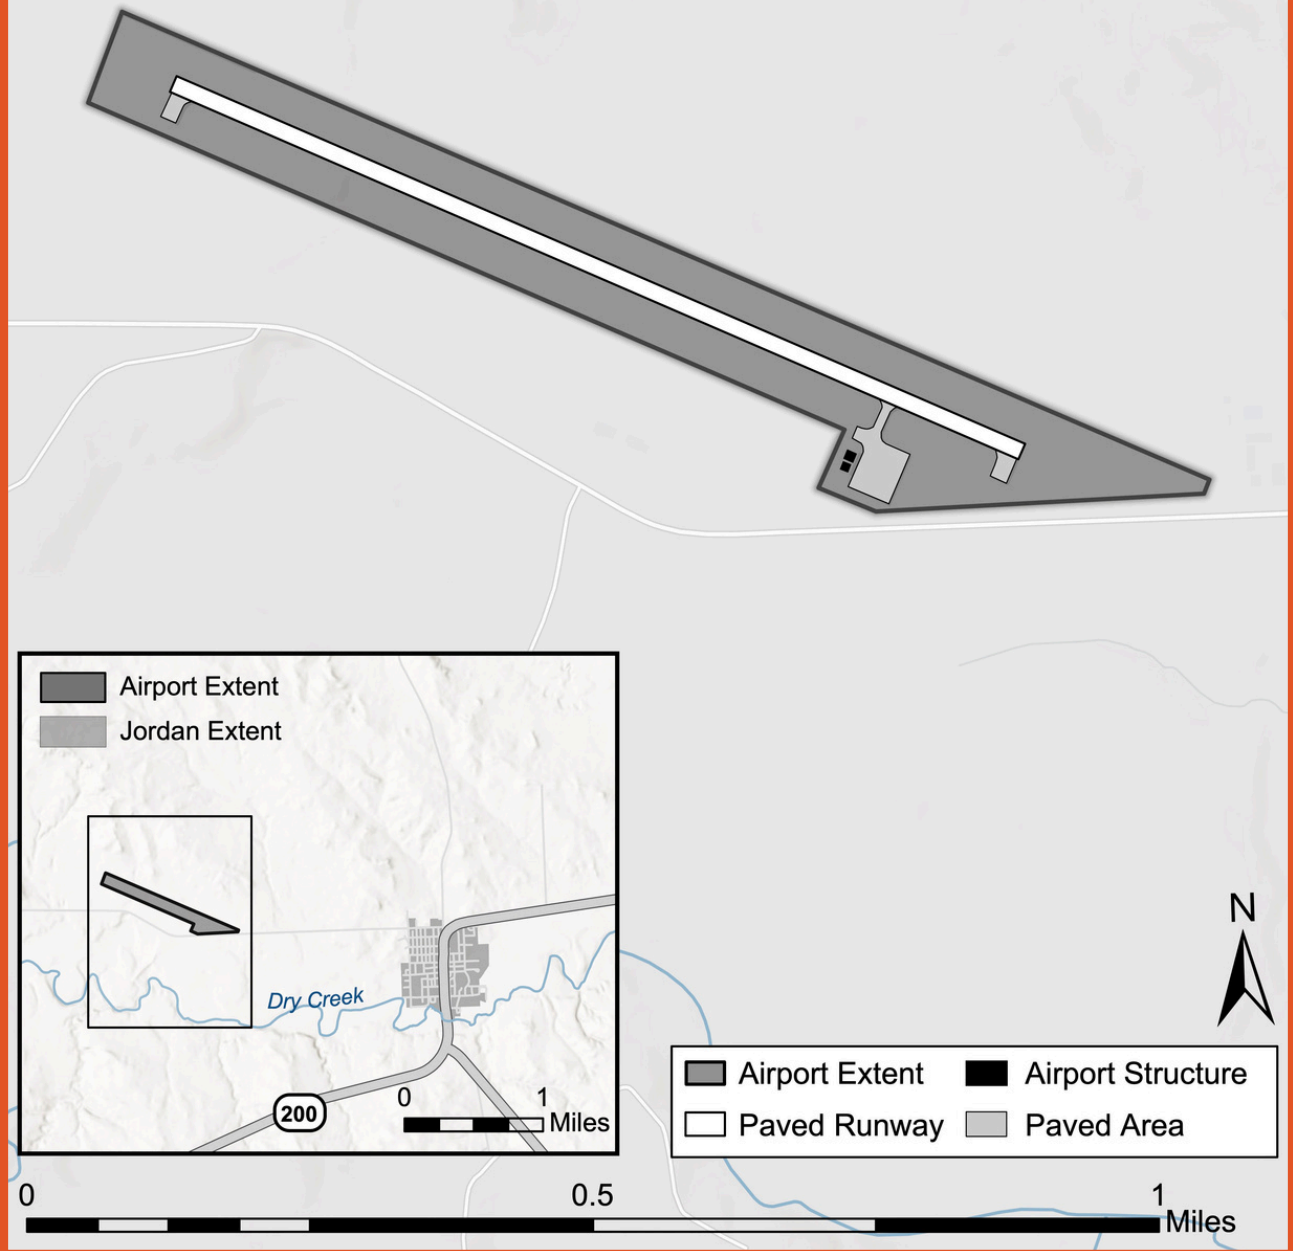 Airport Extent
Jordan Extent
Dry Creek
200
0 1
Miles
N
Airport Extent Airport Structure
Paved Runway Paved Area
0 0.5 1
Miles